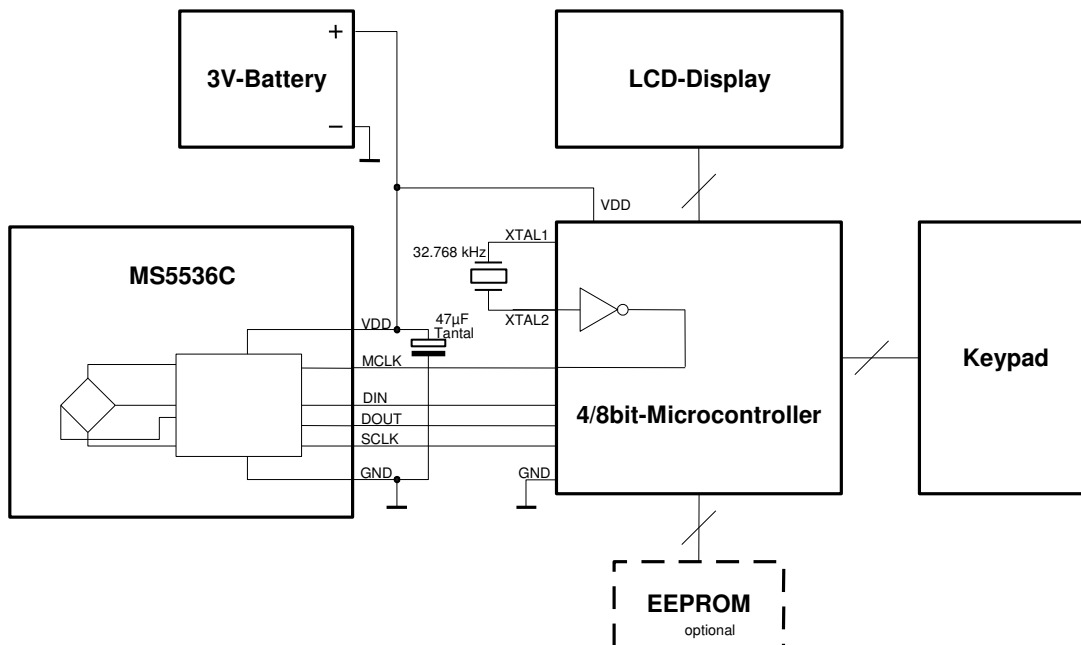 +
3V-Battery
−
LCD-Display
VDD
MS5536C
32.768 kHz
XTAL1
XTAL2
VDD
47µF
Tantal
MCLK
DIN
DOUT
SCLK
GND
4/8bit-Microcontroller
GND
Keypad
EEPROM
optional